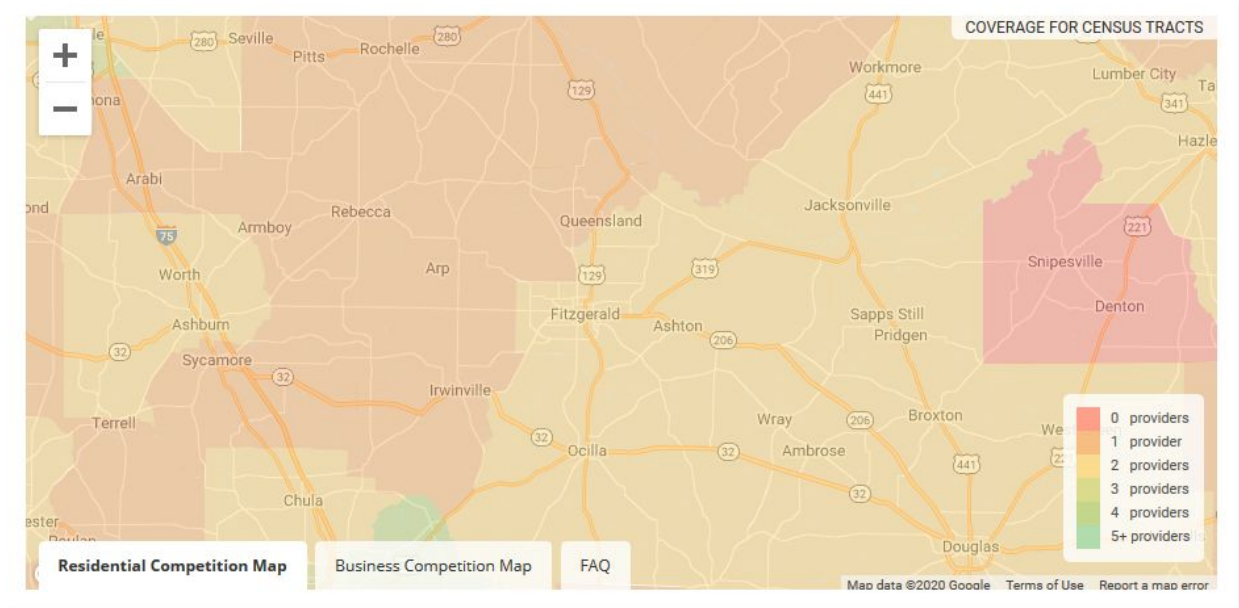 COVERAGE FOR CENSUS TRACTS
+
−
280
Seville
Pitts
Rochelle
280
Workmore
Lumber City
129
441
341
Hazle
Arabi
Rebecca
Armboy
Queensland
Jacksonville
221
75
Worth
Arp
129
319
Snipesville
Denton
Fitzgerald
Ashton
206
Sapps Still
Pridgen
Ashburn
32
Sycamore
32
Irwinville
Terrell
Wray
206
Broxton
32
Ocilla
32
Ambrose
441
32
Chula
Douglas
0 providers
1 provider
2 providers
3 providers
4 providers
5+ providers
Residential Competition Map
Business Competition Map
FAQ
Map data ©2020 Google
Terms of Use
Report a map error